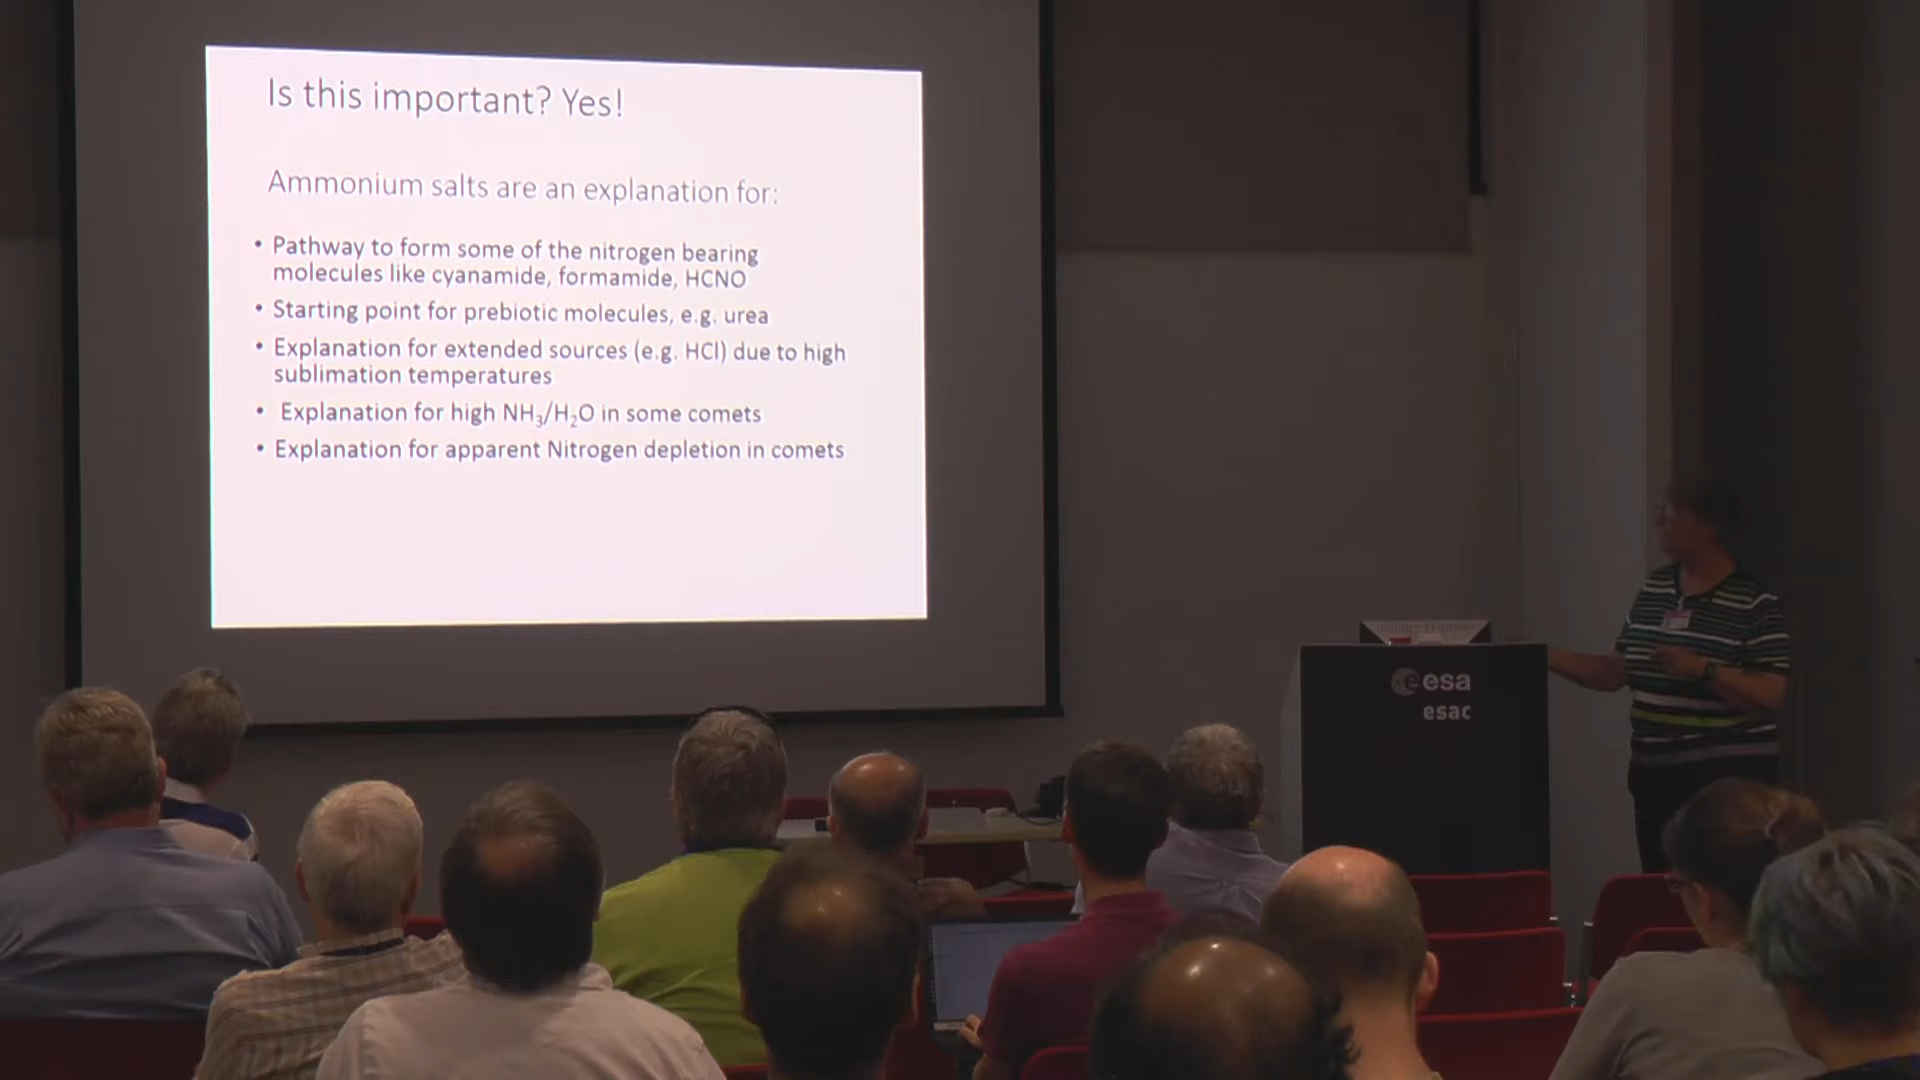 Is this important? Yes!
Ammonium salts are an explanation for:
• Pathway to form some of the nitrogen bearing
molecules like cyanamide, formamide, HCNO
• Starting point for prebiotic molecules, e.g. urea
• Explanation for extended sources (e.g. HCl) due to high
sublimation temperatures
• Explanation for high NH₃/H₂O in some comets
• Explanation for apparent Nitrogen depletion in comets
esa
esac